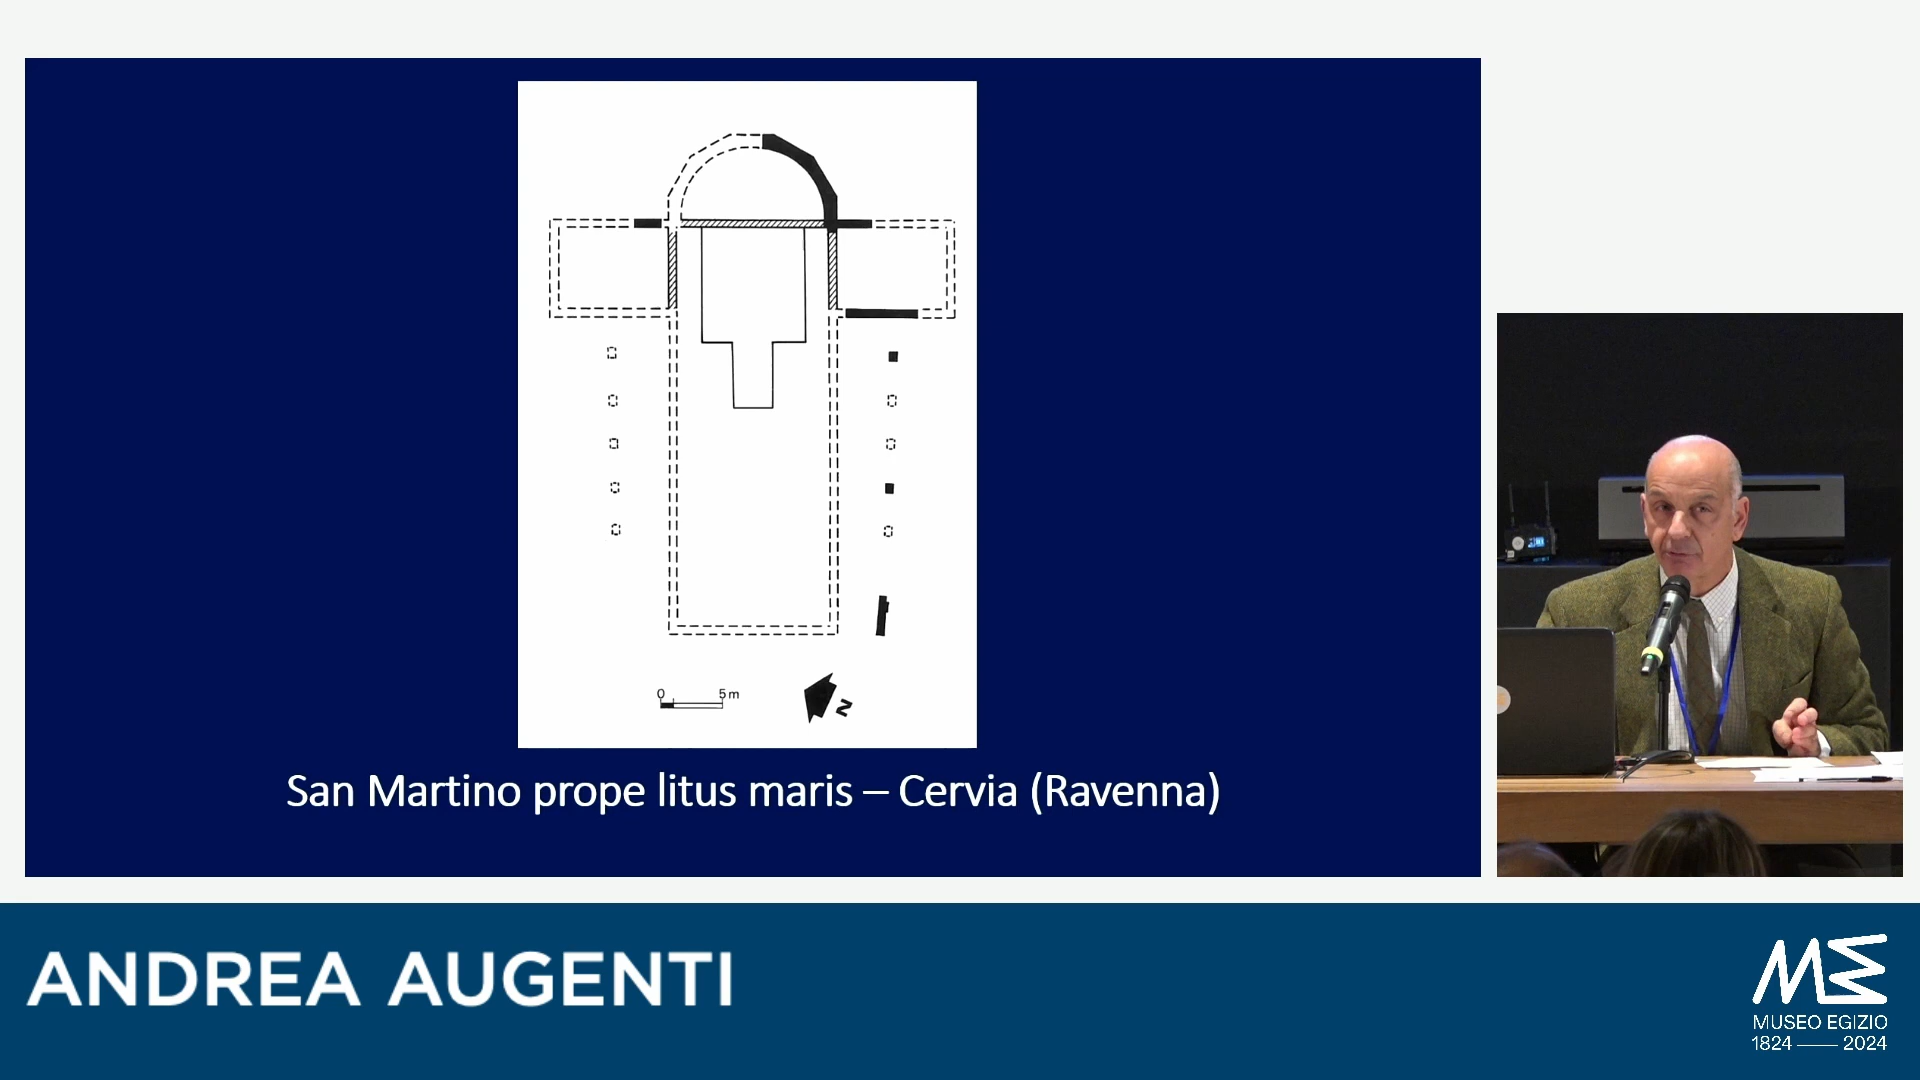 0 5m
N
San Martino prope litus maris – Cervia (Ravenna)
ANDREA AUGENTI
MUSEO EGIZIO
1824 — 2024